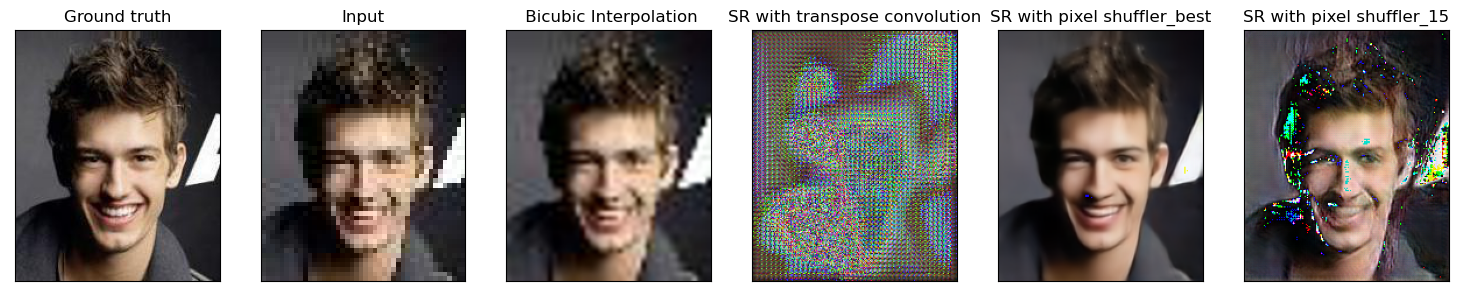 Ground truth
Input
Bicubic Interpolation
SR with transpose convolution
SR with pixel shuffler_best
SR with pixel shuffler_15